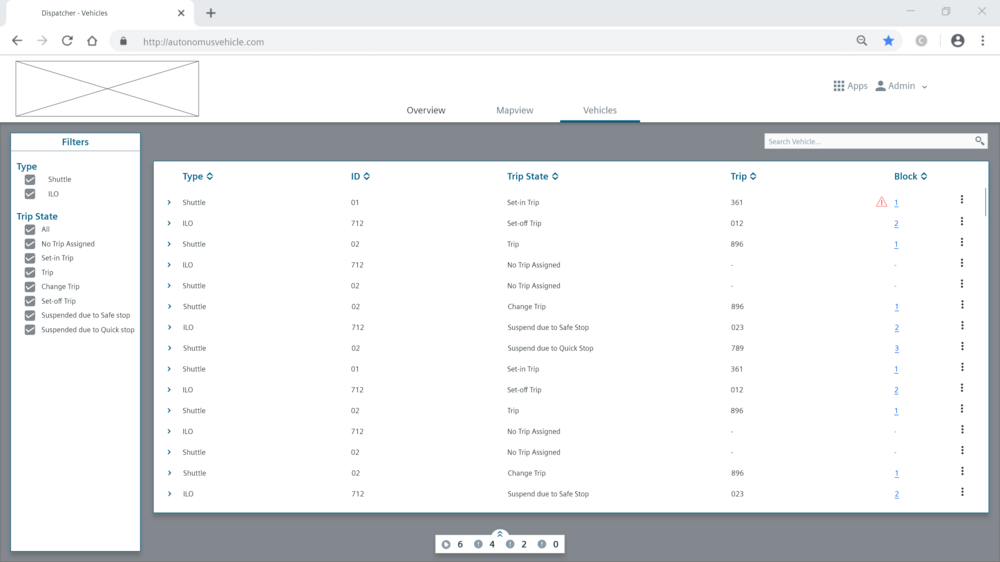 Dispatcher - Vehicles
http://autonomusvehicle.com
Apps Admin
Overview Mapview Vehicles
Filters
Type
Shuttle
ILO
Trip State
All
No Trip Assigned
Set-in Trip
Trip
Change Trip
Set-off Trip
Suspended due to Safe stop
Suspended due to Quick stop
Search Vehicle...
Type ID Trip State Trip Block
Shuttle 01 Set-in Trip 361 1
ILO 712 Set-off Trip 012 2
Shuttle 02 Trip 896 1
ILO 712 No Trip Assigned - -
Shuttle 02 No Trip Assigned - -
Shuttle 02 Change Trip 896 1
ILO 712 Suspend due to Safe Stop 023 2
Shuttle 02 Suspend due to Quick Stop 789 3
Shuttle 01 Set-in Trip 361 1
ILO 712 Set-off Trip 012 2
Shuttle 02 Trip 896 1
ILO 712 No Trip Assigned - -
Shuttle 02 No Trip Assigned - -
Shuttle 02 Change Trip 896 1
ILO 712 Suspend due to Safe Stop 023 2
6 4 2 0